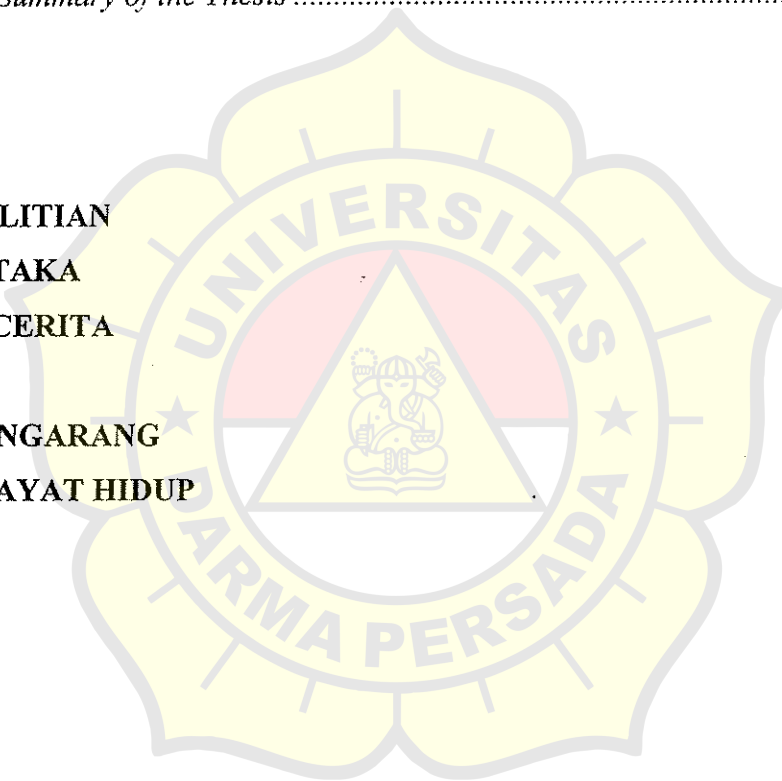 Summary of the Thesis ........................................................................
LITIAN
TAKA
CERITA
NGARANG
AYAT HIDUP
UNIVERSITAS
DARMA PERSADA